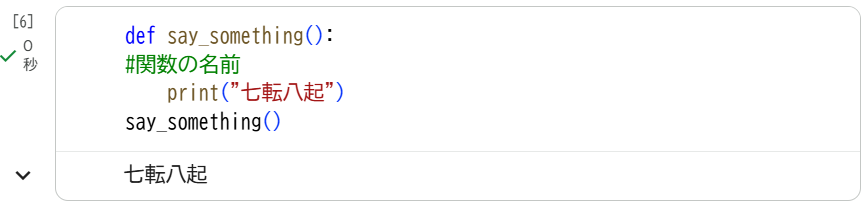 [6]
0
秒
def say_something():
#関数の名前
    print("七転八起")
say_something()
七転八起